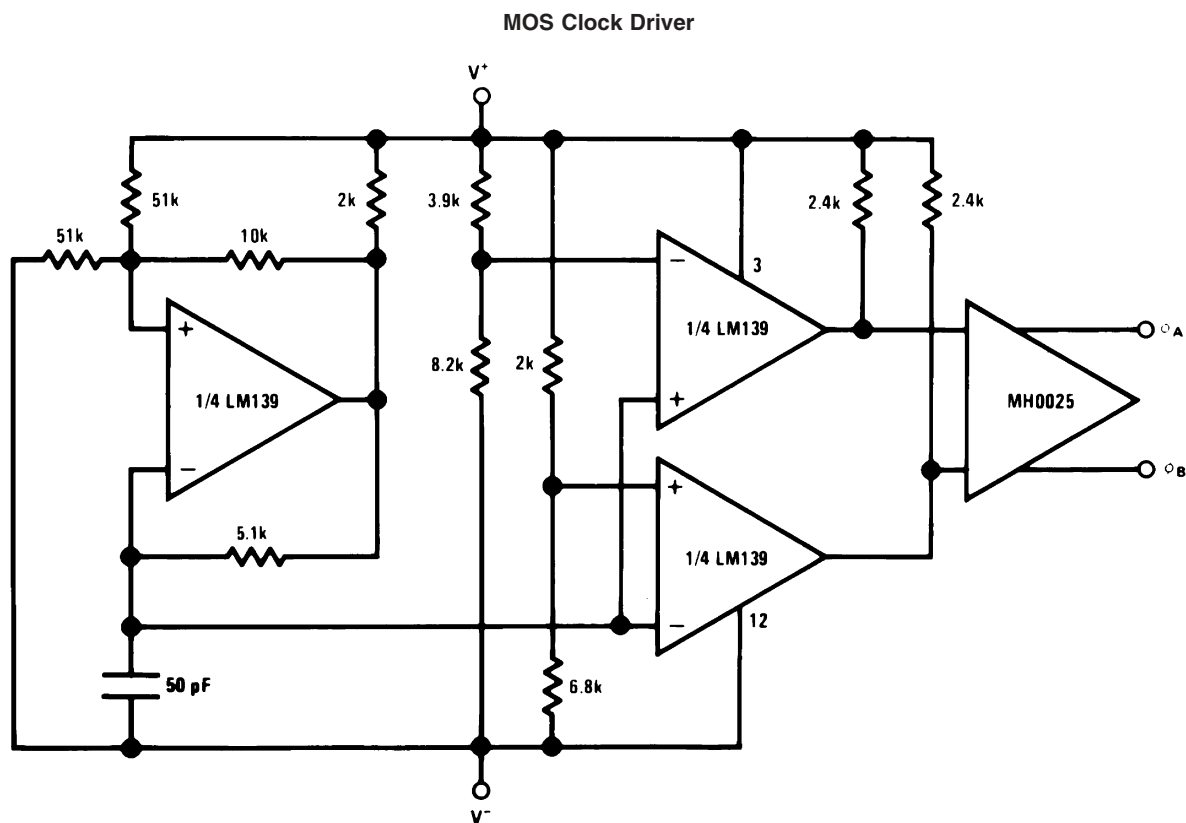 MOS Clock Driver
V+
51k
2k
3.9k
2.4k
2.4k
51k
10k
3
+
1/4 LM139
−
−
1/4 LM139
+
8.2k
2k
MH0025
ϕA
ϕB
5.1k
+
1/4 LM139
−
12
50 pF
6.8k
V−